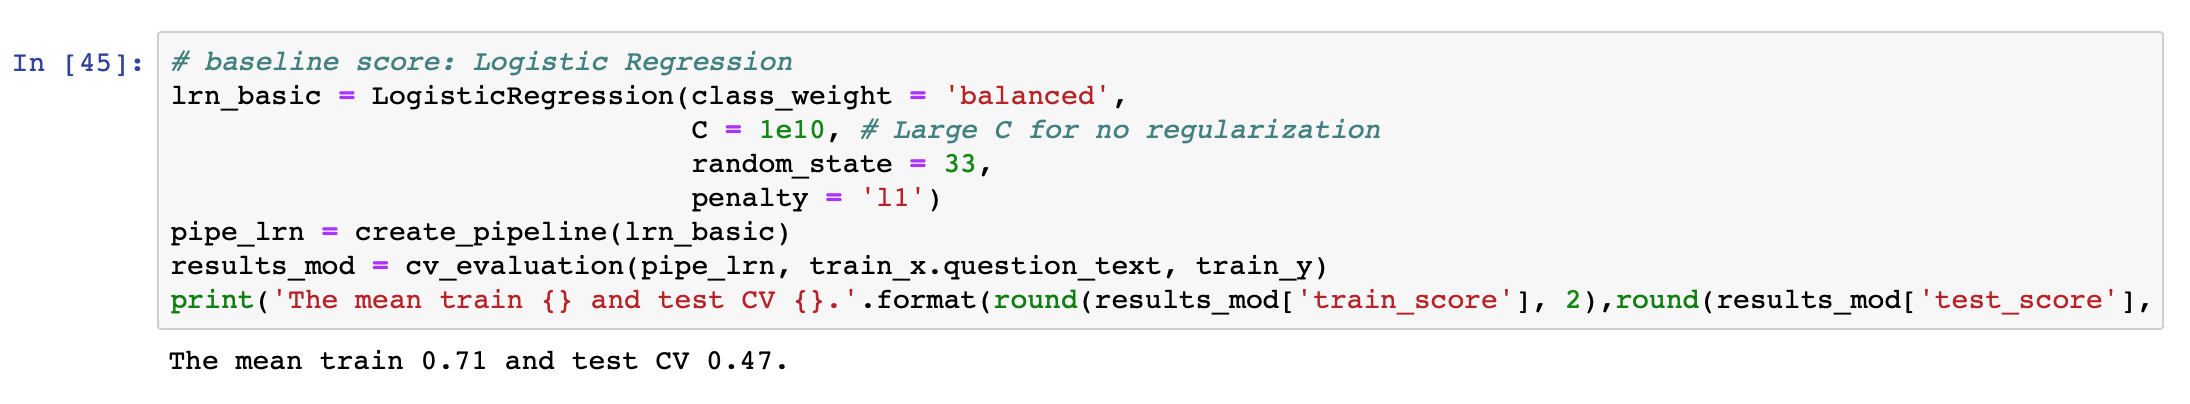 In [45]: # baseline score: Logistic Regression
lrn_basic = LogisticRegression(class_weight = 'balanced',
C = 1e10, # Large C for no regularization
random_state = 33,
penalty = 'l1')
pipe_lrn = create_pipeline(lrn_basic)
results_mod = cv_evaluation(pipe_lrn, train_x.question_text, train_y)
print('The mean train {} and test CV {}.'.format(round(results_mod['train_score'], 2),round(results_mod['test_score'],
The mean train 0.71 and test CV 0.47.